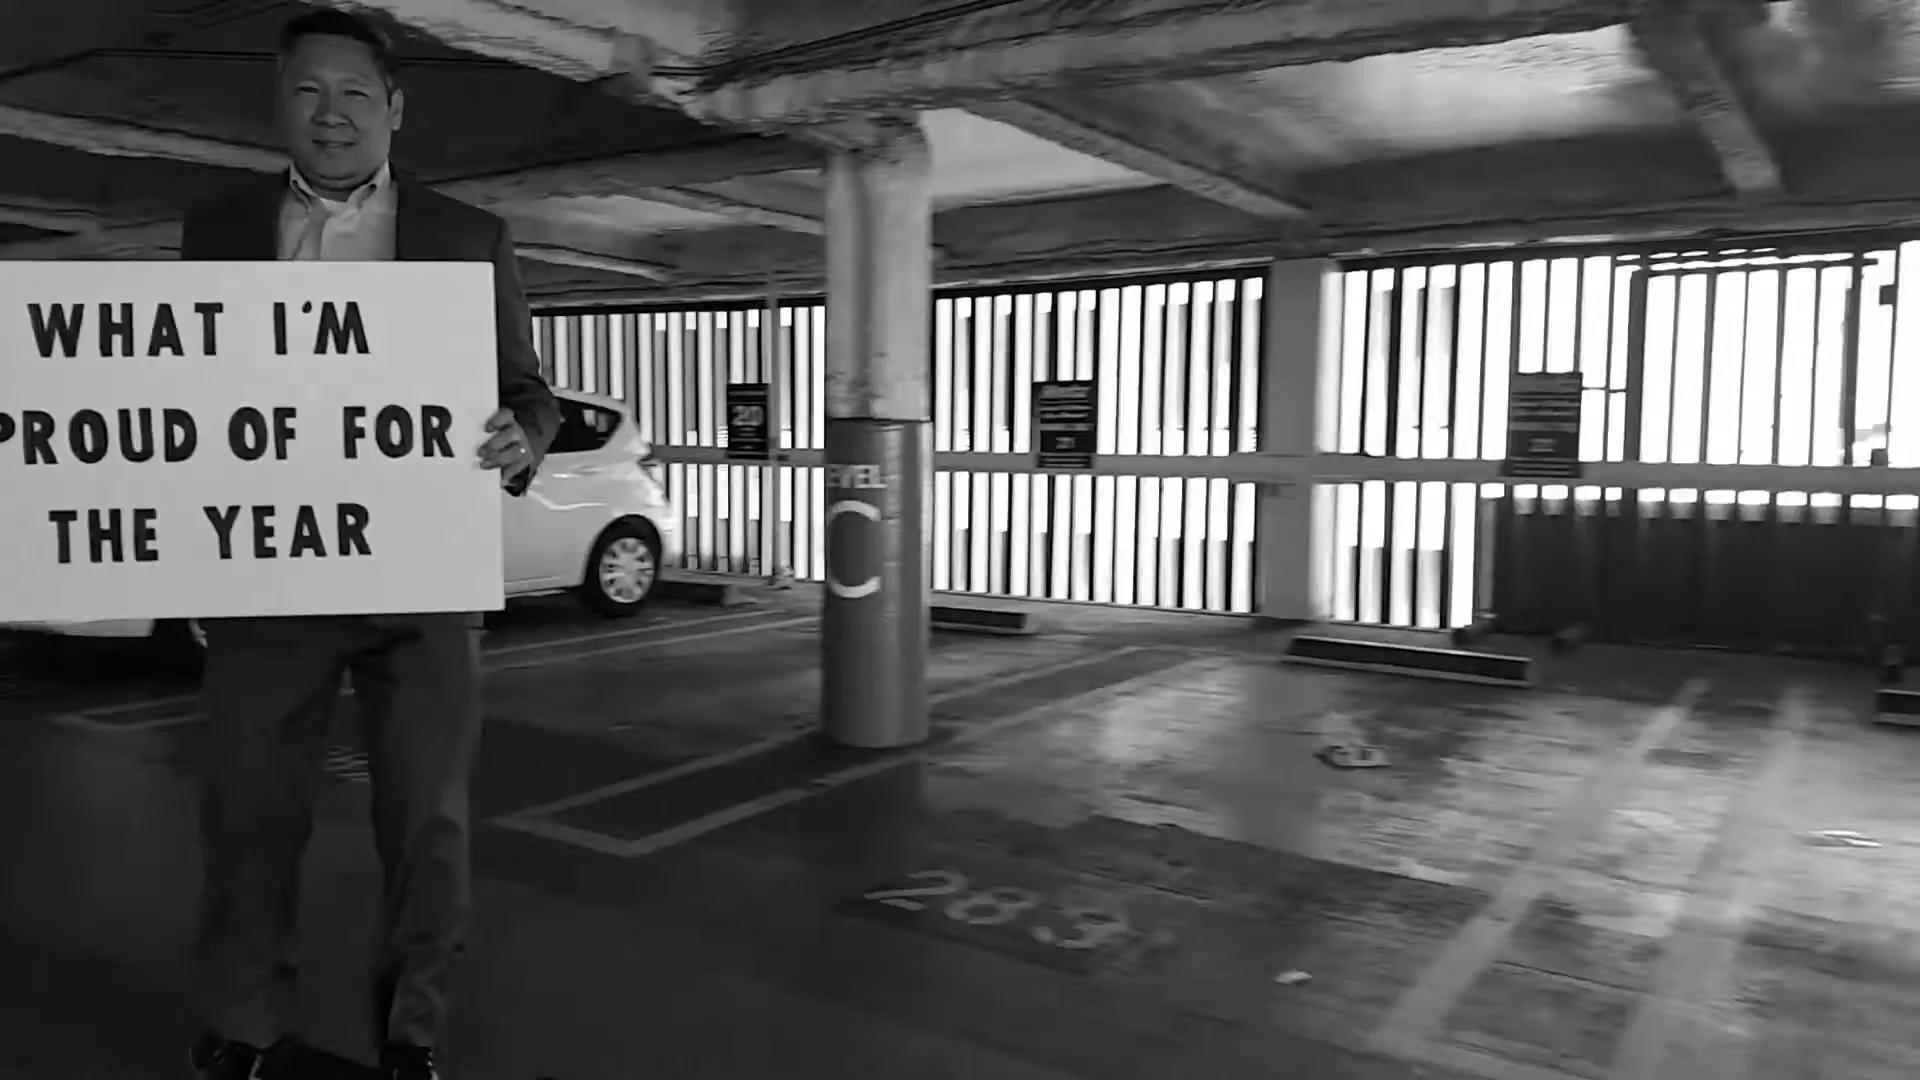 WHAT I'M
PROUD OF FOR
THE YEAR
LEVEL
C
283